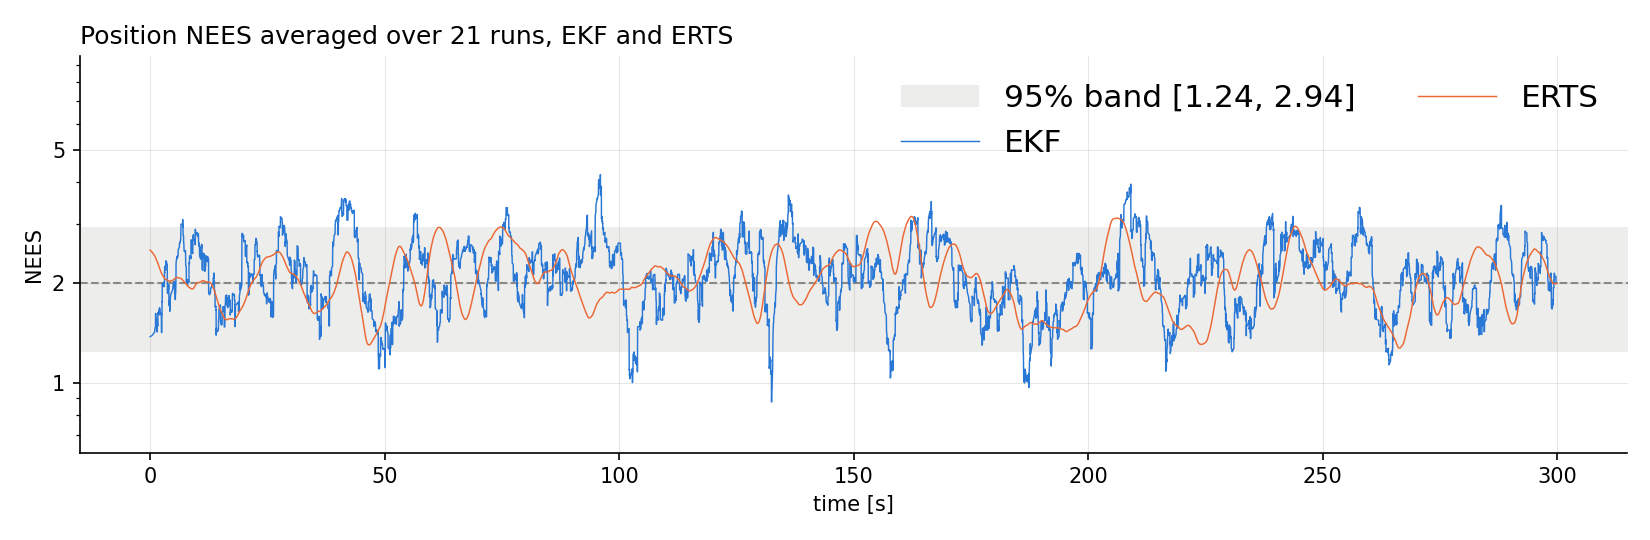 Position NEES averaged over 21 runs, EKF and ERTS
95% band [1.24, 2.94]
EKF
ERTS
NEES
5
2
1
0 50 100 150 200 250 300
time [s]